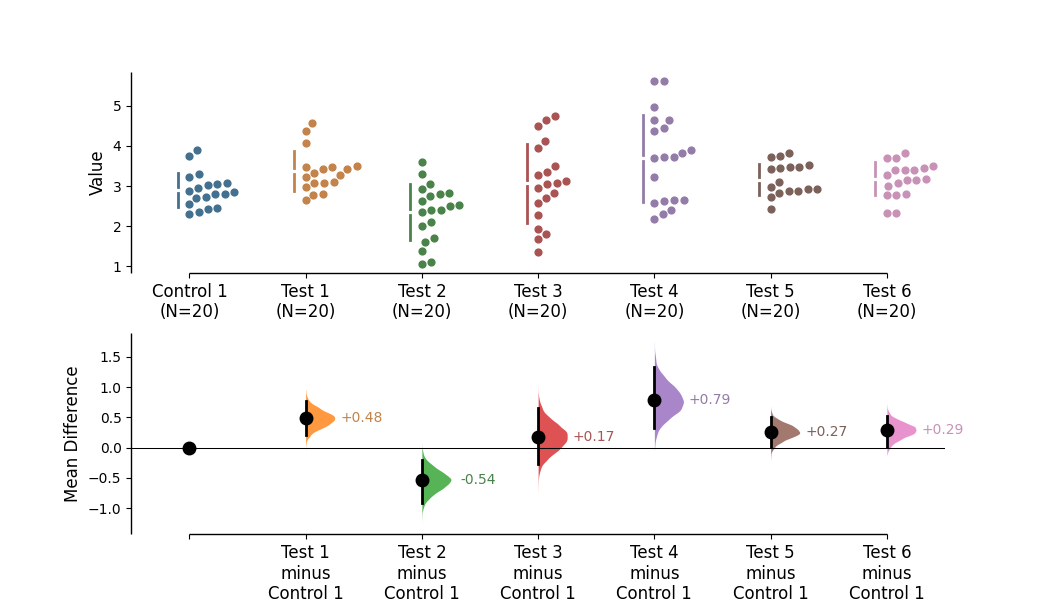 Value
5
4
3
2
1
Control 1 Test 1 Test 2 Test 3 Test 4 Test 5 Test 6
(N=20) (N=20) (N=20) (N=20) (N=20) (N=20) (N=20)
Mean Difference
1.5
1.0
0.5
0.0
−0.5
−1.0
+0.48
-0.54
+0.17
+0.79
+0.27
+0.29
Test 1 Test 2 Test 3 Test 4 Test 5 Test 6
minus minus minus minus minus minus
Control 1 Control 1 Control 1 Control 1 Control 1 Control 1